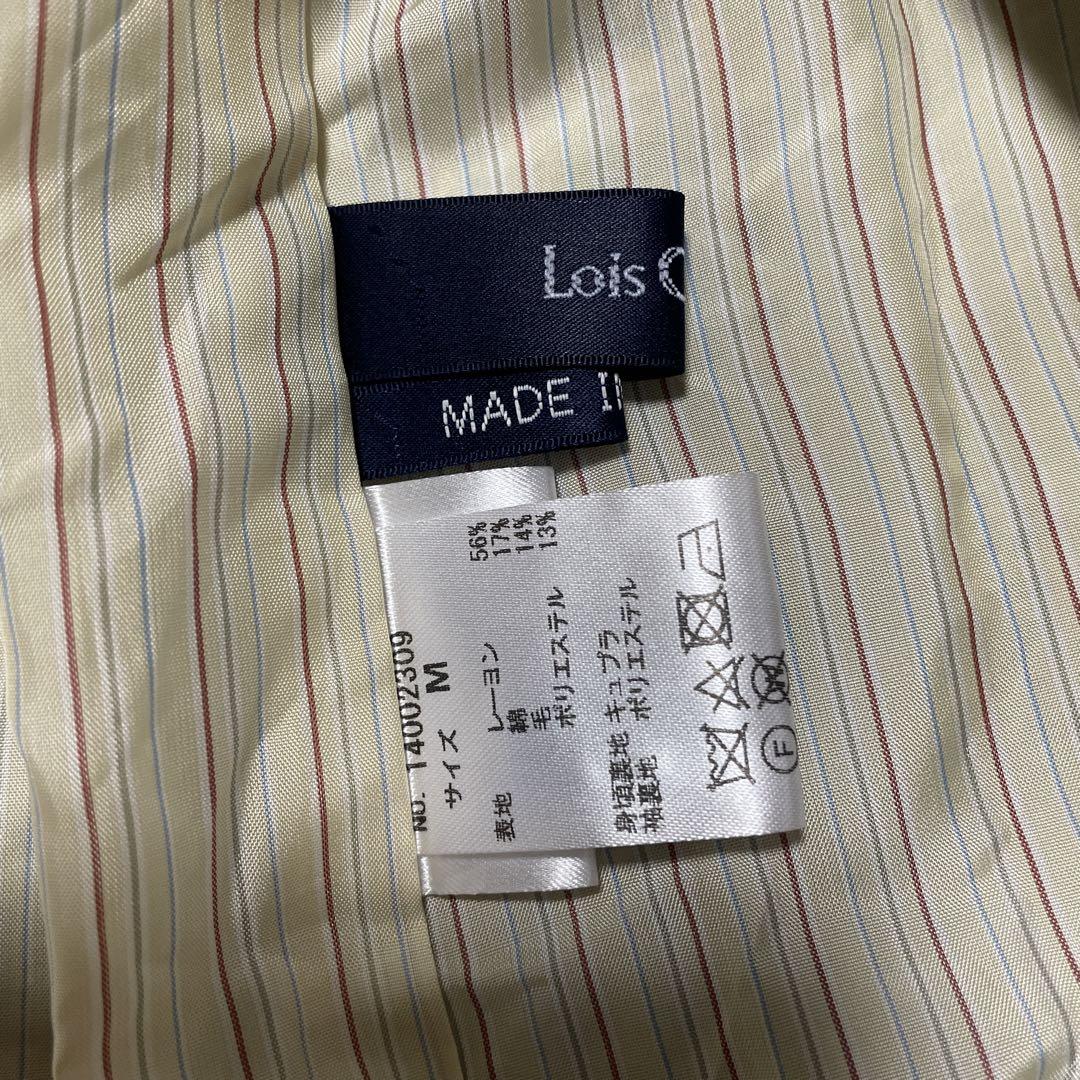 Lois C
MADE IN
NO. 14002309
サイズ M
表地 レーヨン 56%
綿 17%
毛 14%
ポリエステル 13%
身頃裏地 キュプラ
袖裏地 ポリエステル
F